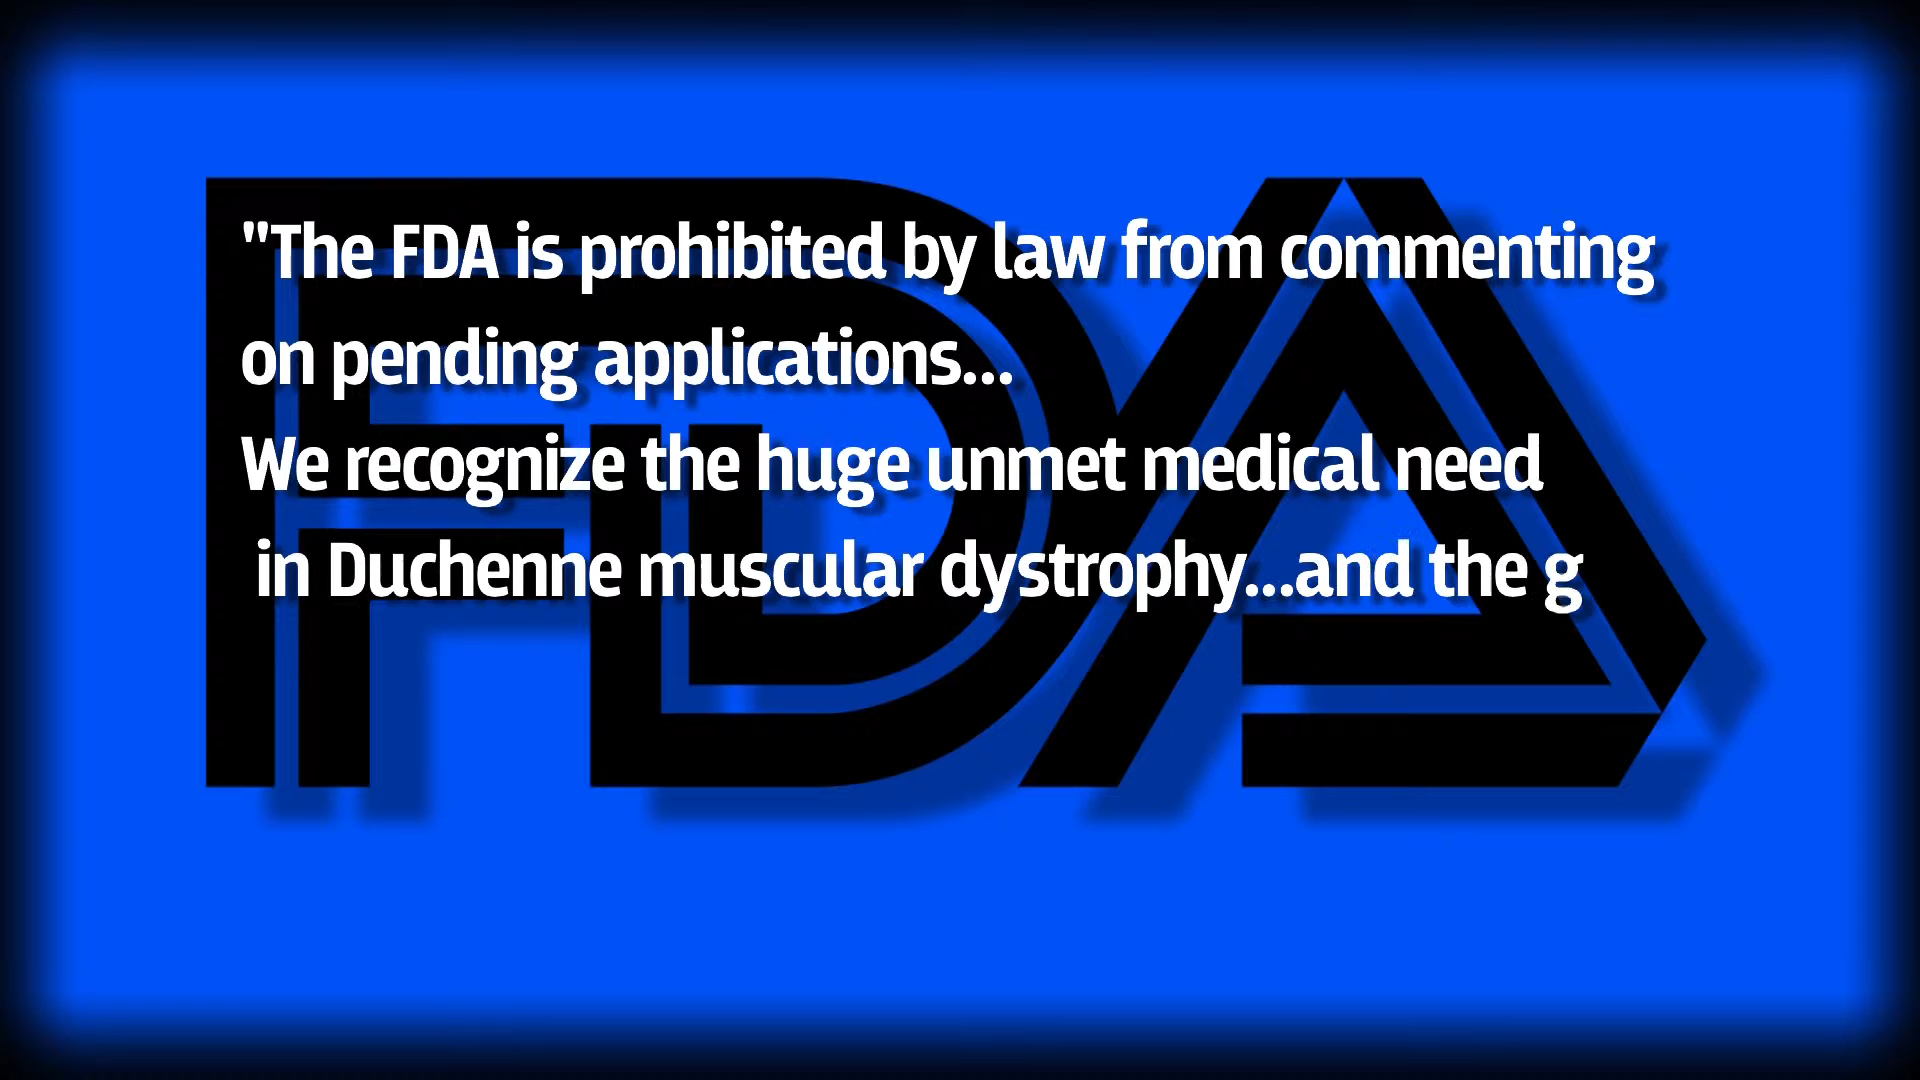 "The FDA is prohibited by law from commenting
on pending applications...
We recognize the huge unmet medical need
in Duchenne muscular dystrophy...and the g
FDA